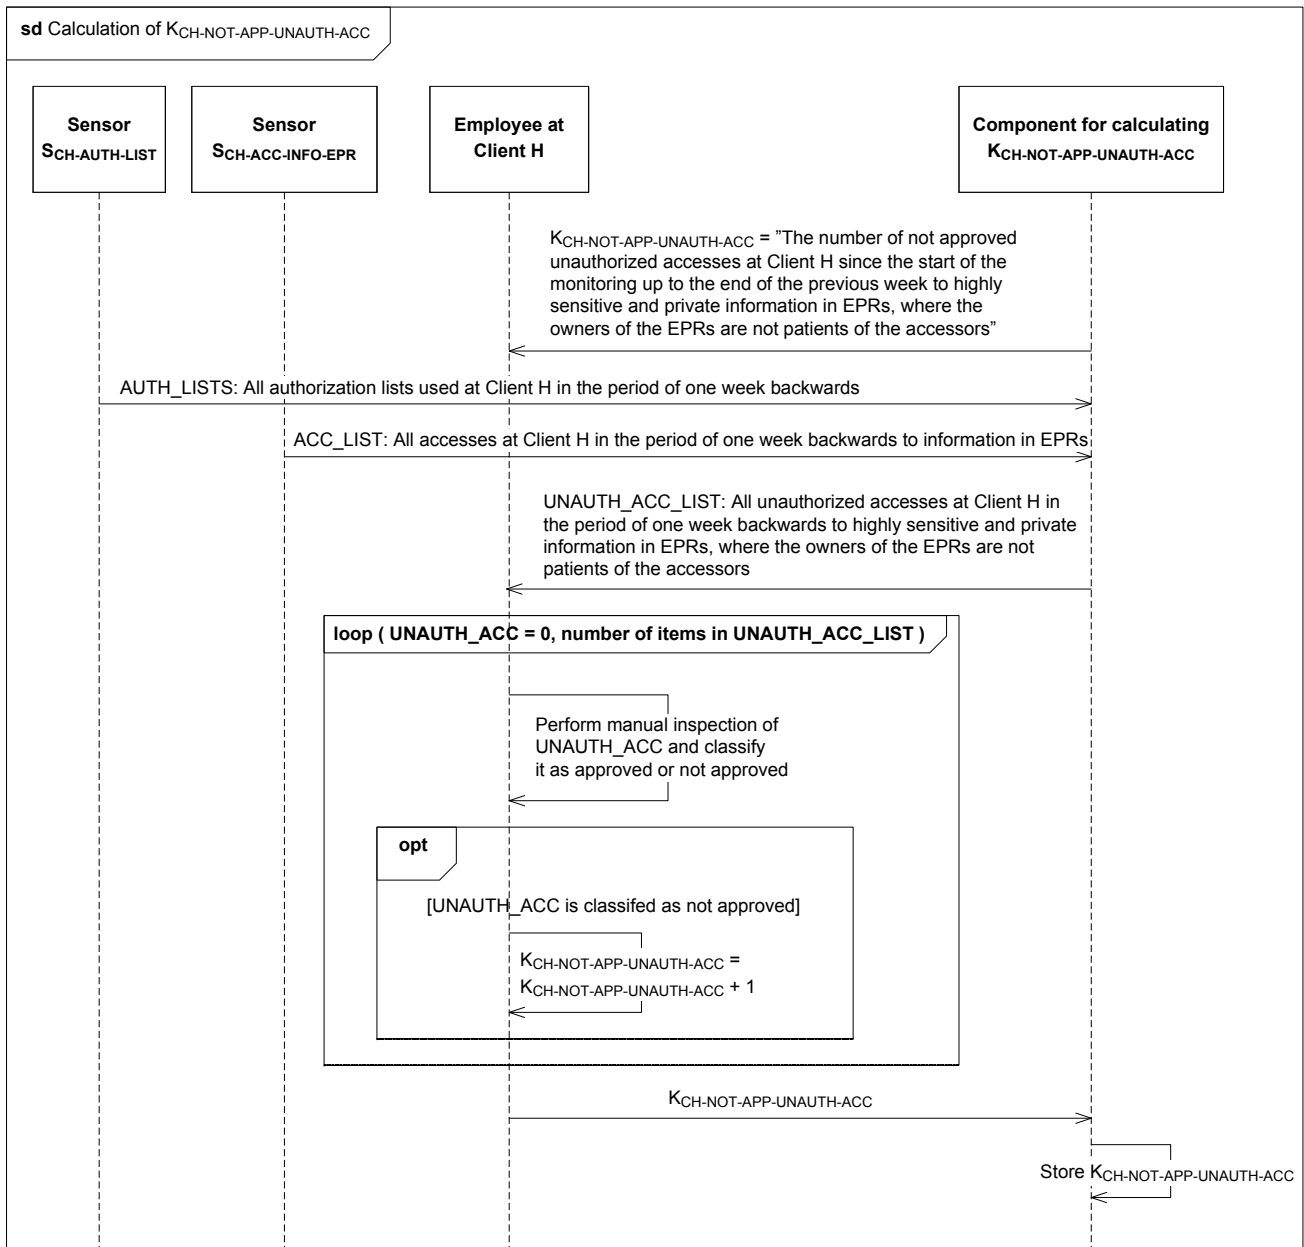 sd Calculation of KCH-NOT-APP-UNAUTH-ACC
Sensor
SCH-AUTH-LIST
Sensor
SCH-ACC-INFO-EPR
Employee at
Client H
Component for calculating
KCH-NOT-APP-UNAUTH-ACC
KCH-NOT-APP-UNAUTH-ACC = ”The number of not approved
unauthorized accesses at Client H since the start of the
monitoring up to the end of the previous week to highly
sensitive and private information in EPRs, where the
owners of the EPRs are not patients of the accessors”
AUTH_LISTS: All authorization lists used at Client H in the period of one week backwards
ACC_LIST: All accesses at Client H in the period of one week backwards to information in EPRs
UNAUTH_ACC_LIST: All unauthorized accesses at Client H in
the period of one week backwards to highly sensitive and private
information in EPRs, where the owners of the EPRs are not
patients of the accessors
loop ( UNAUTH_ACC = 0, number of items in UNAUTH_ACC_LIST )
Perform manual inspection of
UNAUTH_ACC and classify
it as approved or not approved
opt
[UNAUTH_ACC is classifed as not approved]
KCH-NOT-APP-UNAUTH-ACC =
KCH-NOT-APP-UNAUTH-ACC + 1
KCH-NOT-APP-UNAUTH-ACC
Store KCH-NOT-APP-UNAUTH-ACC